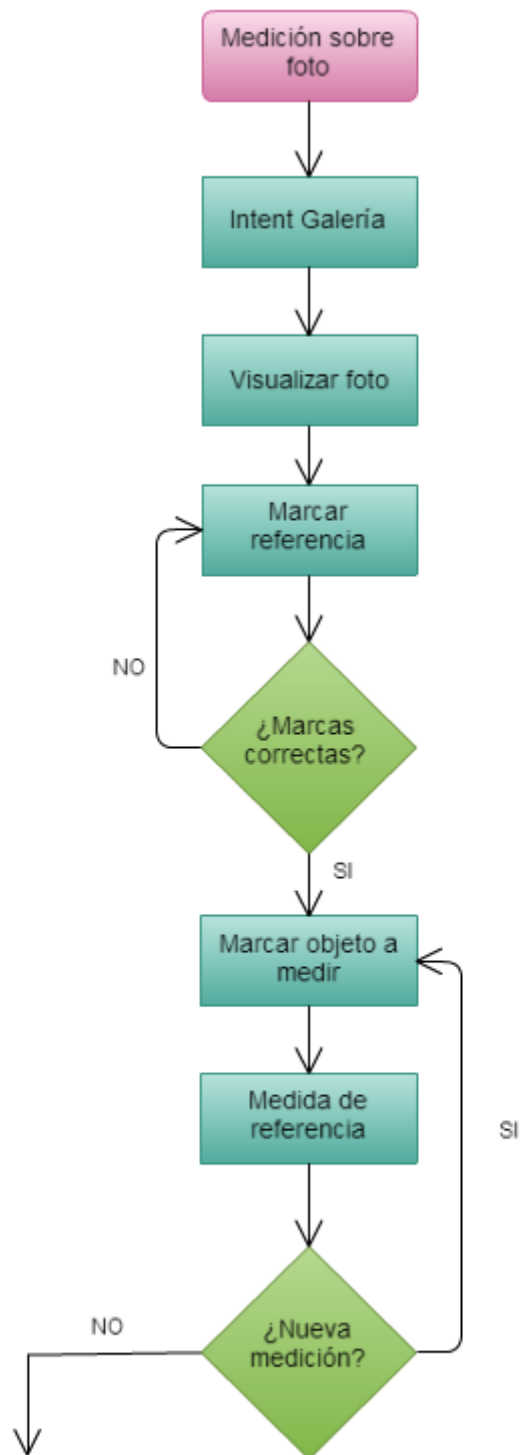 Medición sobre
foto
Intent Galería
Visualizar foto
Marcar
referencia
NO
¿Marcas
correctas?
SI
Marcar objeto a
medir
Medida de
referencia
SI
NO
¿Nueva
medición?